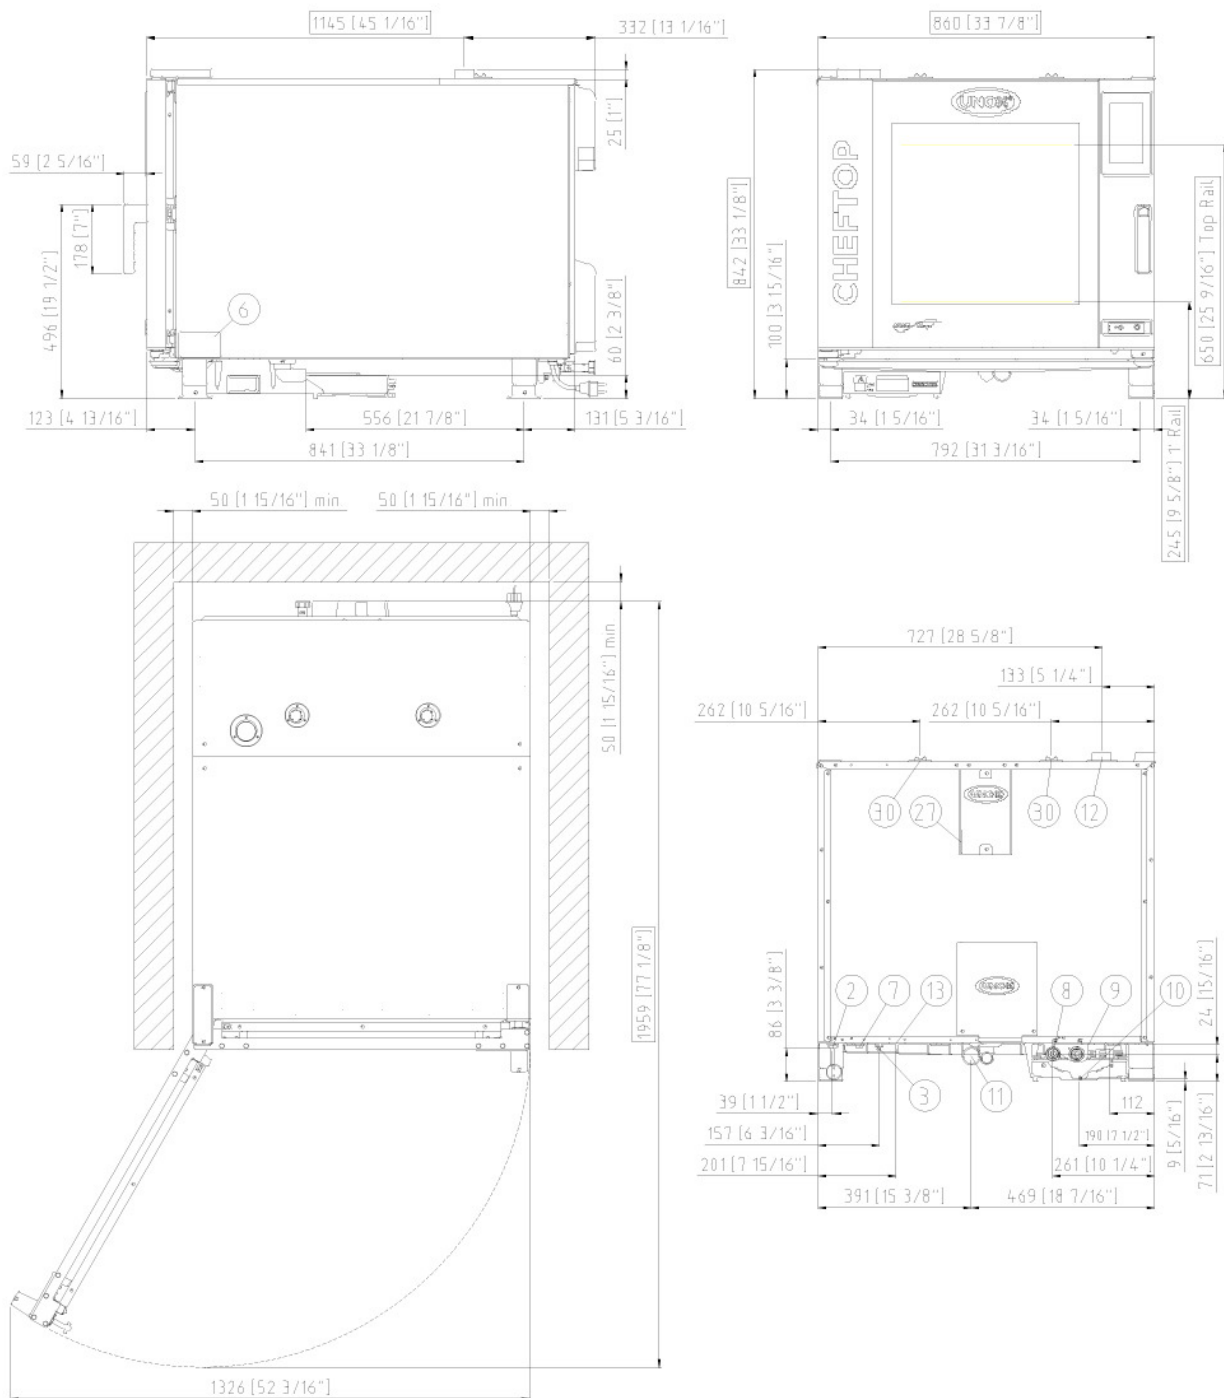 1145 [45 1/16"]
332 [13 1/16"]
25 [1"]
59 [2 5/16"]
178 [7"]
496 [19 1/2"]
6
60 [2 3/8"]
123 [4 13/16"]
556 [21 7/8"]
131 [5 3/16"]
841 [33 1/8"]
860 [33 7/8"]
UNOX
CHEFTOP
842 [33 1/8"]
100 [3 15/16"]
650 [25 9/16"] Top Rail
34 [1 5/16"]
34 [1 5/16"]
792 [31 3/16"]
245 [9 5/8"] 1' Rail
50 [1 15/16"] min
50 [1 15/16"] min
50 [1 15/16"] min
1959 [77 1/8"]
1326 [52 3/16"]
727 [28 5/8"]
133 [5 1/4"]
262 [10 5/16"]
262 [10 5/16"]
30
27
30
12
UNOX
UNOX
86 [3 3/8"]
2
7
13
8
9
10
24 [15/16"]
3
11
39 [1 1/2"]
112
157 [6 3/16"]
190 [7 1/2"]
9 [5/16"]
71 [2 13/16"]
201 [7 15/16"]
261 [10 1/4"]
391 [15 3/8"]
469 [18 7/16"]